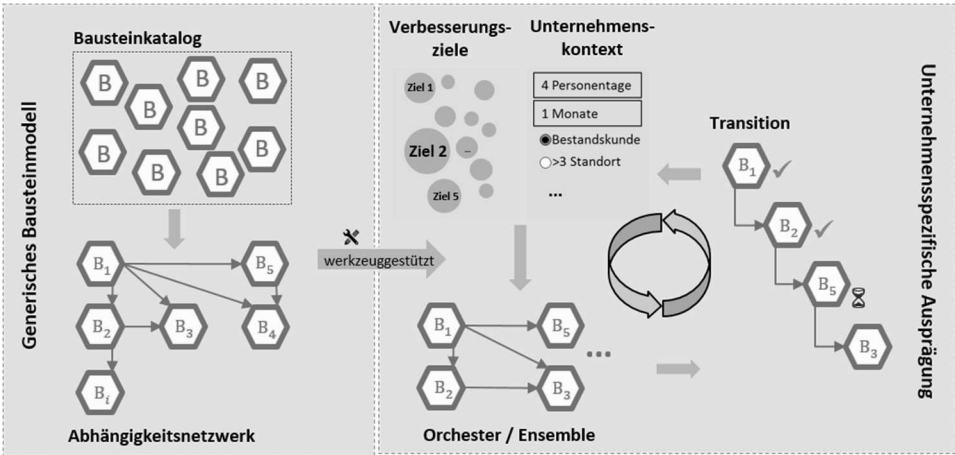 Generisches Bausteinmodell
Bausteinkatalog
B
B
B
B
B
B
B
B
B
B
B1
B5
B2
B3
B4
Bi
Abhängigkeitsnetzwerk
werkzeuggestützt
Verbesserungs-
ziele
Ziel 1
Ziel 2
...
Ziel 5
Unternehmens-
kontext
4 Personentage
1 Monate
Bestandskunde
>3 Standort
...
B1
B5
...
B2
B3
Orchester / Ensemble
Transition
B1
B2
B5
B3
Unternehmensspezifische Ausprägung